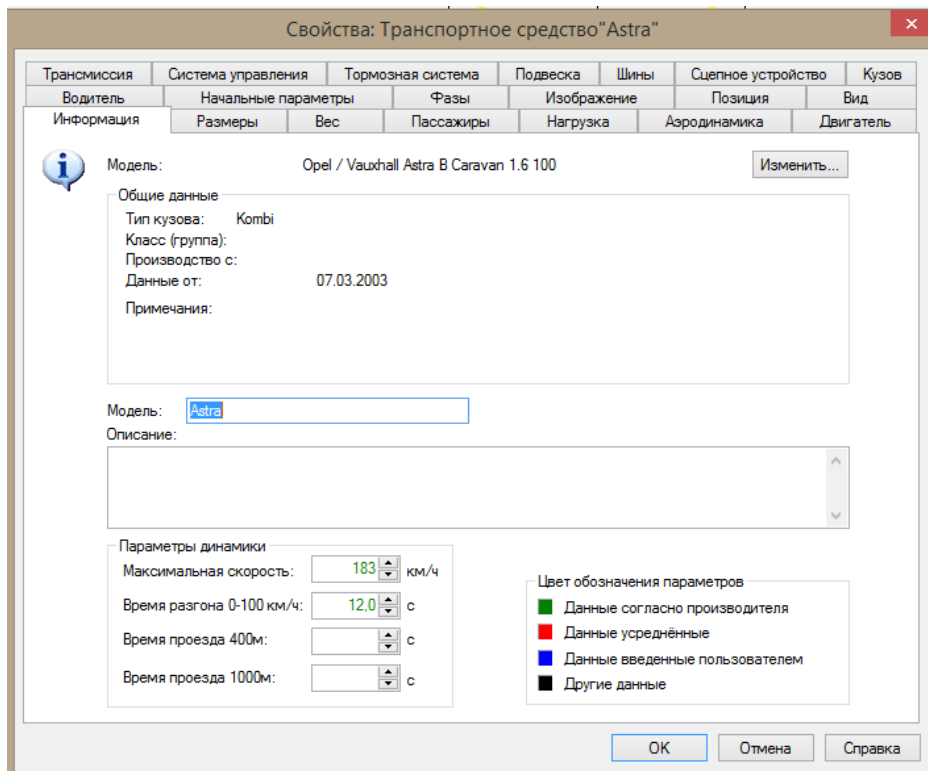 Свойства: Транспортное средство"Astra"
Трансмиссия Система управления Тормозная система Подвеска Шины Сцепное устройство Кузов
Водитель Начальные параметры Фазы Изображение Позиция Вид
Информация Размеры Вес Пассажиры Нагрузка Аэродинамика Двигатель
Модель: Opel / Vauxhall Astra B Caravan 1.6 100 Изменить...
Общие данные
Тип кузова: Kombi
Класс (группа):
Производство с:
Данные от: 07.03.2003
Примечания:
Модель: Astra
Описание:
Параметры динамики
Максимальная скорость: 183 км/ч
Время разгона 0-100 км/ч: 12,0 с
Время проезда 400м: с
Время проезда 1000м: с
Цвет обозначения параметров
Данные согласно производителя
Данные усреднённые
Данные введенные пользователем
Другие данные
OK Отмена Справка